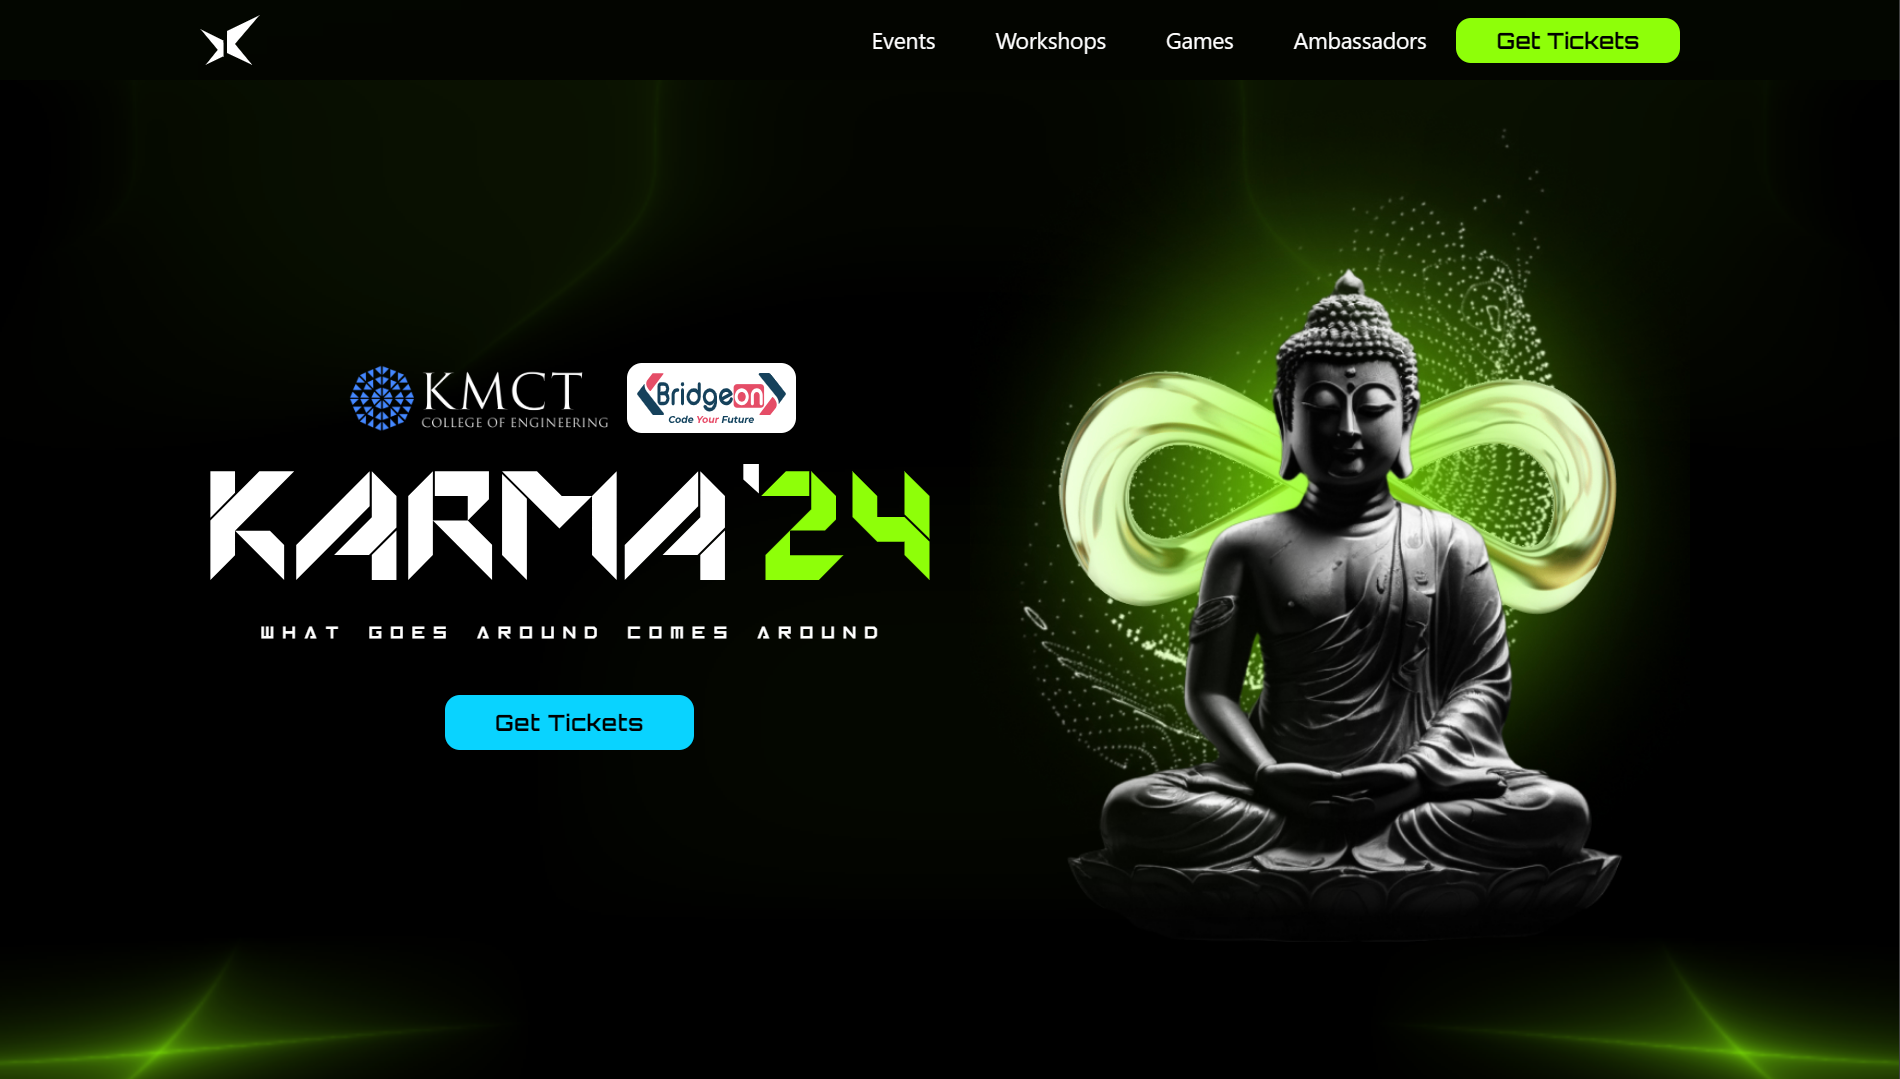 Events Workshops Games Ambassadors Get Tickets
KMCT
COLLEGE OF ENGINEERING
Bridgeon
Code Your Future
KARMA'24
WHAT GOES AROUND COMES AROUND
Get Tickets